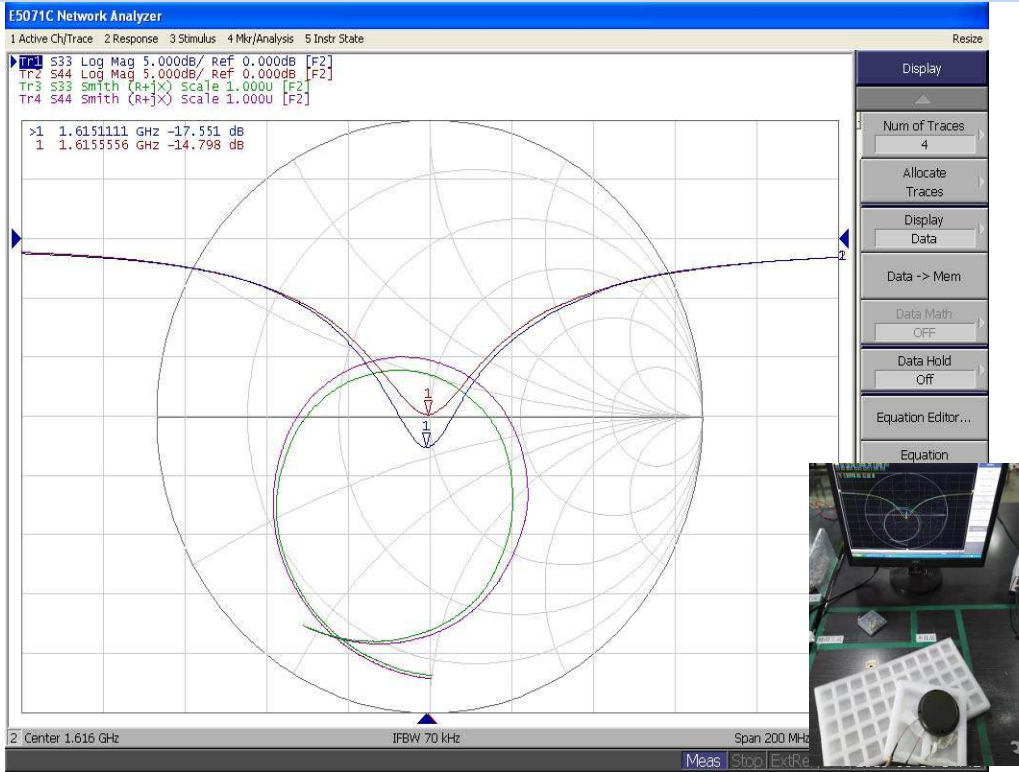 E5071C Network Analyzer
1 Active Ch/Trace 2 Response 3 Stimulus 4 Mkr/Analysis 5 Instr State
Resize
Tr1 S33 Log Mag 5.000dB/ Ref 0.000dB [F2]
Tr2 S44 Log Mag 5.000dB/ Ref 0.000dB [F2]
Tr3 S33 Smith (R+jX) Scale 1.000U [F2]
Tr4 S44 Smith (R+jX) Scale 1.000U [F2]
>1 1.6151111 GHz -17.551 dB
1 1.6155556 GHz -14.798 dB
1
1
Display
Num of Traces
4
Allocate
Traces
Display
Data
Data -> Mem
Data Math
OFF
Data Hold
Off
Equation Editor...
Equation
2 Center 1.616 GHz
IFBW 70 kHz
Span 200 MHz
Meas
Stop